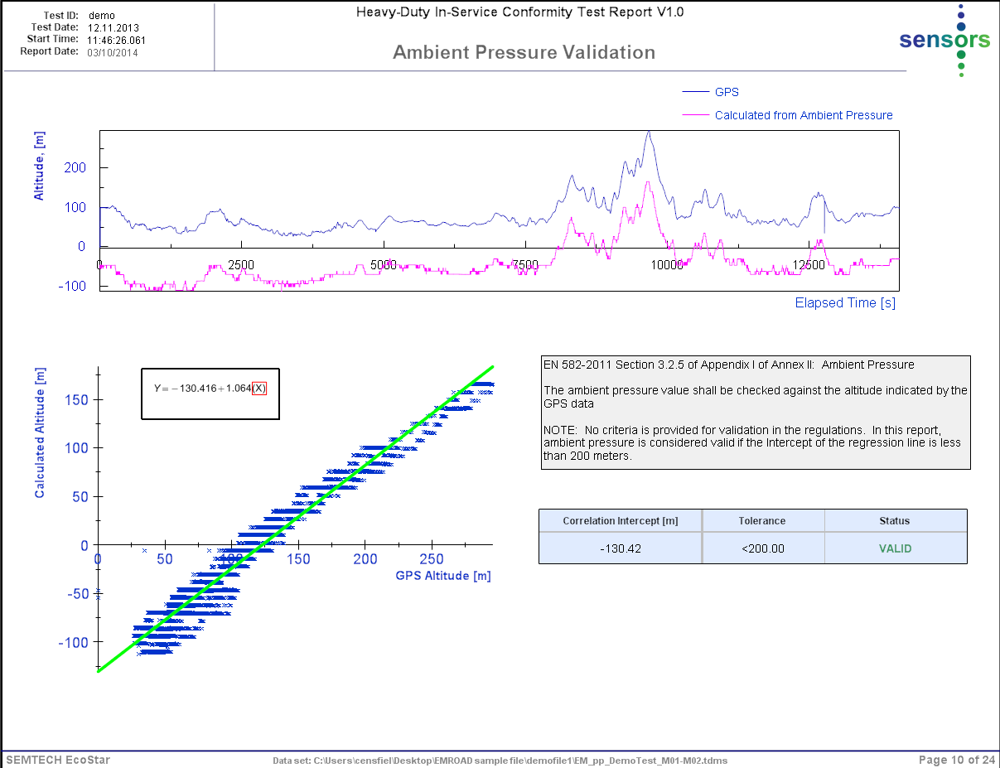 Heavy-Duty In-Service Conformity Test Report V1.0
Test ID: demo
Test Date: 12.11.2013
Start Time: 11:46:26.061
Report Date: 03/10/2014
Ambient Pressure Validation
sensors
GPS
Calculated from Ambient Pressure
Altitude, [m]
200
100
0
-100
0 2500 5000 7500 10000 12500
Elapsed Time [s]
Calculated Altitude [m]
Y = -130.416 + 1.064(X)
150
100
50
0
-50
-100
0 50 100 150 200 250
GPS Altitude [m]
EN 582-2011 Section 3.2.5 of Appendix I of Annex II: Ambient Pressure
The ambient pressure value shall be checked against the altitude indicated by the
GPS data
NOTE: No criteria is provided for validation in the regulations. In this report,
ambient pressure is considered valid if the Intercept of the regression line is less
than 200 meters.
Correlation Intercept [m] Tolerance Status
-130.42 <200.00 VALID
SEMTECH EcoStar
Data set: C:\Users\censfiel\Desktop\EMROAD sample file\demofile1\EM_pp_DemoTest_M01-M02.tdms
Page 10 of 24